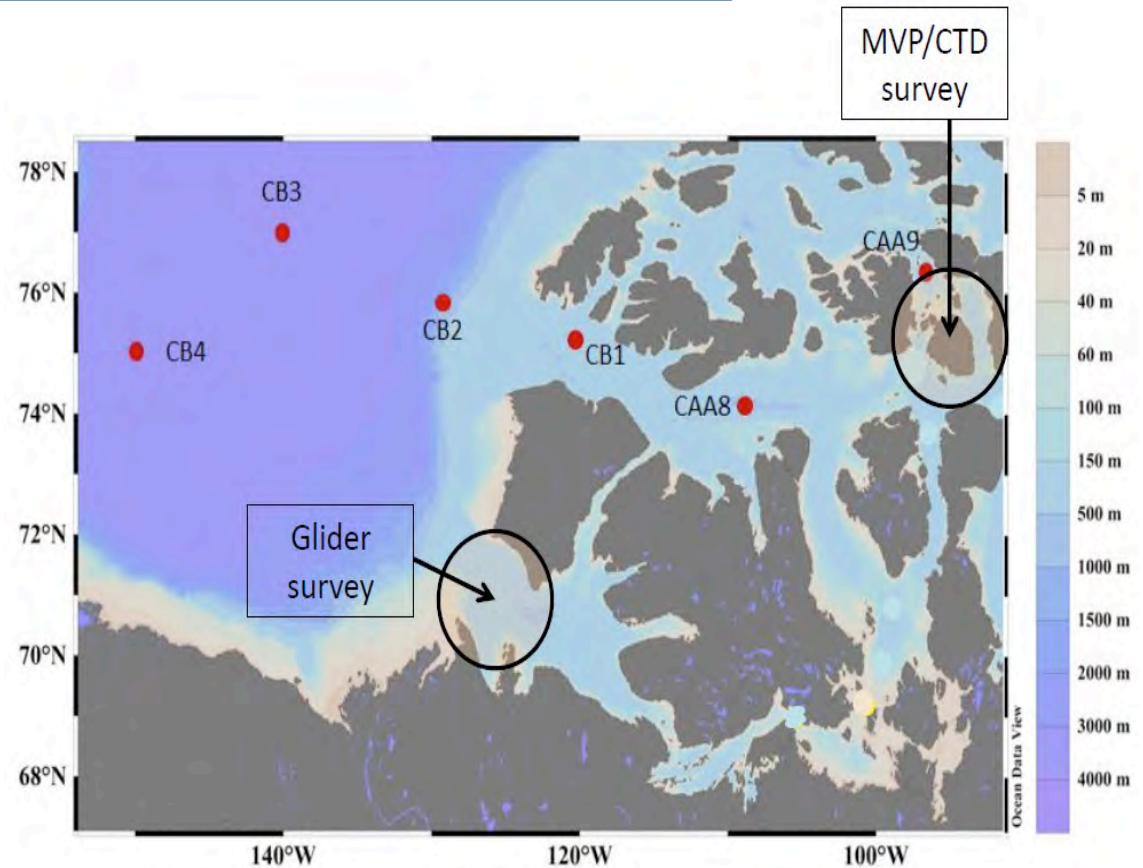 MVP/CTD
survey
78°N
76°N
74°N
72°N
70°N
68°N
CB3
CAA9
CB2
CB4
CB1
CAA8
Glider
survey
5 m
20 m
40 m
60 m
100 m
150 m
500 m
1000 m
1500 m
2000 m
3000 m
4000 m
Ocean Data View
140°W
120°W
100°W